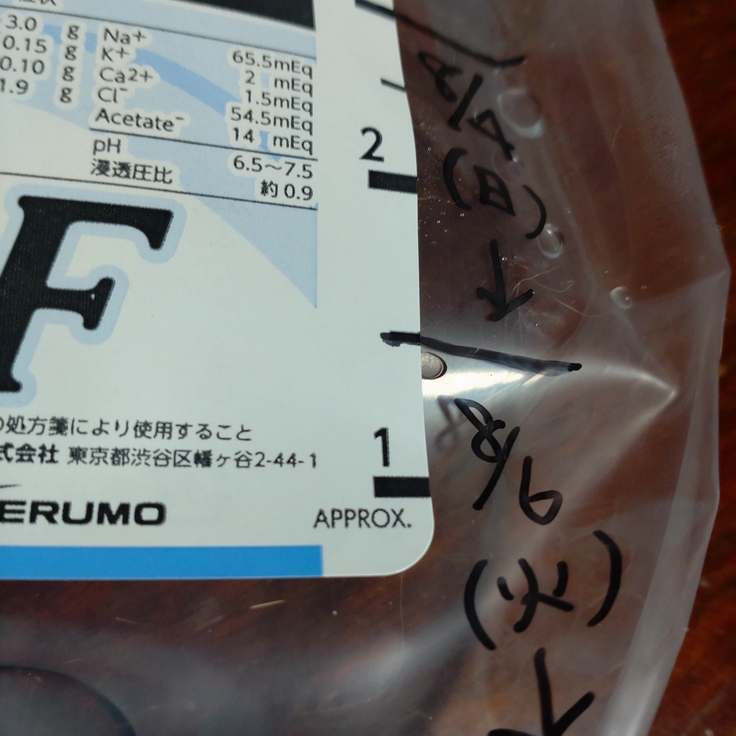 3.0 g Na⁺ 65.5mEq
0.15 g K⁺ 2 mEq
0.10 g Ca2+ 1.5mEq
1.9 g Cl⁻ 54.5mEq
Acetate⁻ 14 mEq
pH 6.5～7.5
浸透圧比 約0.9
F
の処方箋により使用すること
式会社 東京都渋谷区幡ヶ谷2-44-1
ERUMO
2
1
APPROX.
8/4
(日)
↓
8/6
(火)
↓